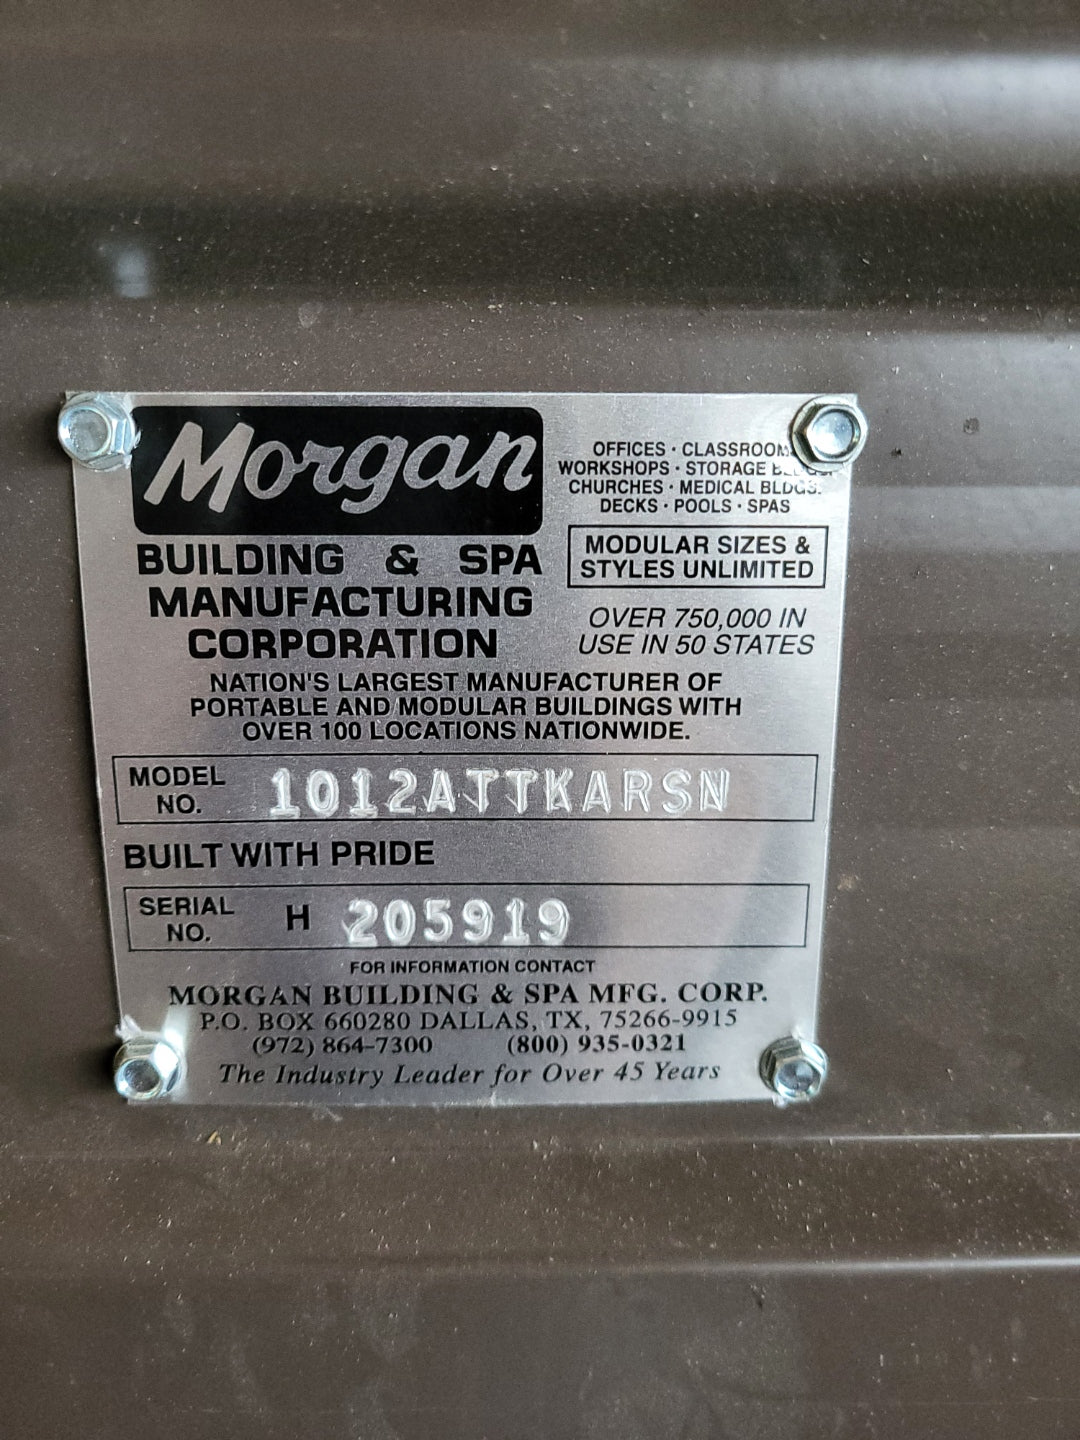 Morgan
BUILDING & SPA
MANUFACTURING
CORPORATION
OFFICES · CLASSROOMS
WORKSHOPS · STORAGE BLDGS.
CHURCHES · MEDICAL BLDGS.
DECKS · POOLS · SPAS
MODULAR SIZES &
STYLES UNLIMITED
OVER 750,000 IN
USE IN 50 STATES
NATION'S LARGEST MANUFACTURER OF
PORTABLE AND MODULAR BUILDINGS WITH
OVER 100 LOCATIONS NATIONWIDE.
MODEL
NO. 1012ATTKARSN
BUILT WITH PRIDE
SERIAL
NO. H 205919
FOR INFORMATION CONTACT
MORGAN BUILDING & SPA MFG. CORP.
P.O. BOX 660280 DALLAS, TX, 75266-9915
(972) 864-7300 (800) 935-0321
The Industry Leader for Over 45 Years